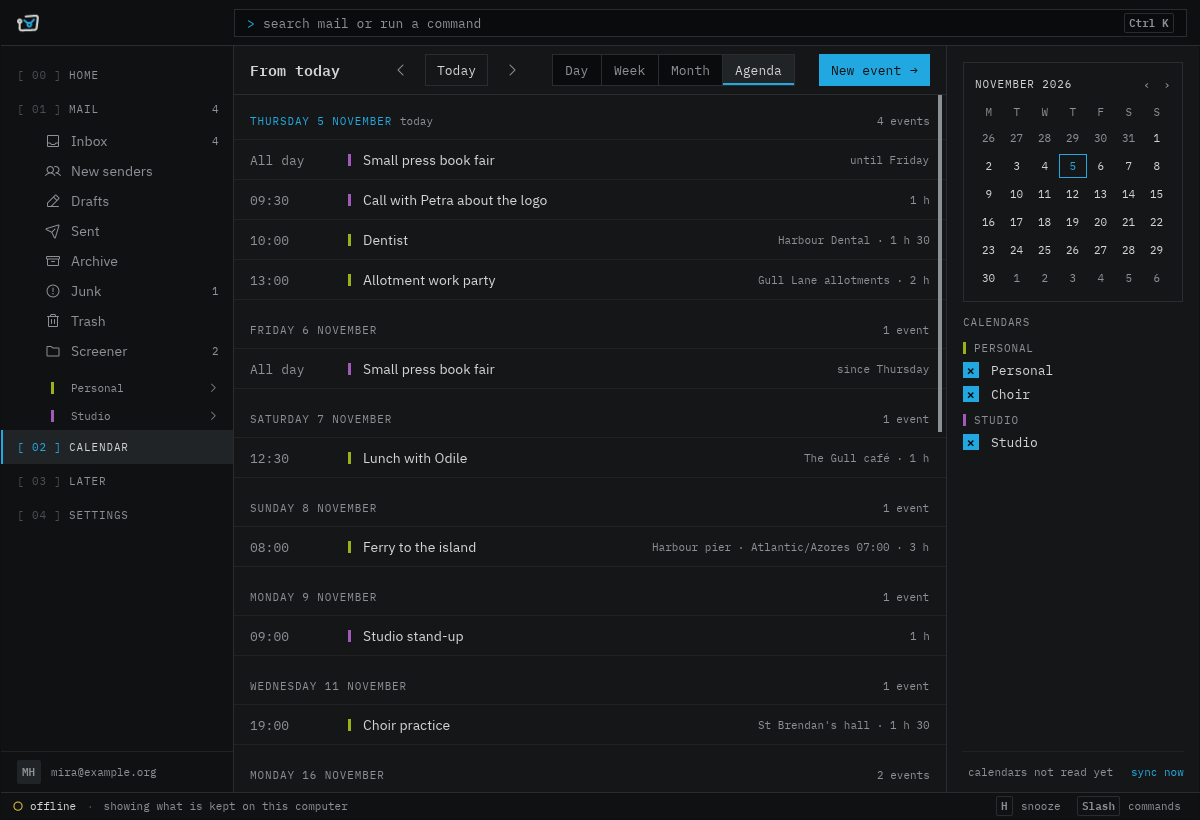 > search mail or run a command Ctrl K
[ 00 ] HOME
[ 01 ] MAIL 4
Inbox 4
New senders
Drafts
Sent
Archive
Junk 1
Trash
Screener 2
Personal
Studio
[ 02 ] CALENDAR
[ 03 ] LATER
[ 04 ] SETTINGS
MH mira@example.org
From today
Today
Day Week Month Agenda
New event →
THURSDAY 5 NOVEMBER today 4 events
All day Small press book fair until Friday
09:30 Call with Petra about the logo 1 h
10:00 Dentist Harbour Dental · 1 h 30
13:00 Allotment work party Gull Lane allotments · 2 h
FRIDAY 6 NOVEMBER 1 event
All day Small press book fair since Thursday
SATURDAY 7 NOVEMBER 1 event
12:30 Lunch with Odile The Gull café · 1 h
SUNDAY 8 NOVEMBER 1 event
08:00 Ferry to the island Harbour pier · Atlantic/Azores 07:00 · 3 h
MONDAY 9 NOVEMBER 1 event
09:00 Studio stand-up 1 h
WEDNESDAY 11 NOVEMBER 1 event
19:00 Choir practice St Brendan's hall · 1 h 30
MONDAY 16 NOVEMBER 2 events
NOVEMBER 2026 ‹ ›
M T W T F S S
26 27 28 29 30 31 1
2 3 4 5 6 7 8
9 10 11 12 13 14 15
16 17 18 19 20 21 22
23 24 25 26 27 28 29
30 1 2 3 4 5 6
CALENDARS
PERSONAL
Personal
Choir
STUDIO
Studio
calendars not read yet sync now
offline · showing what is kept on this computer
H snooze Slash commands